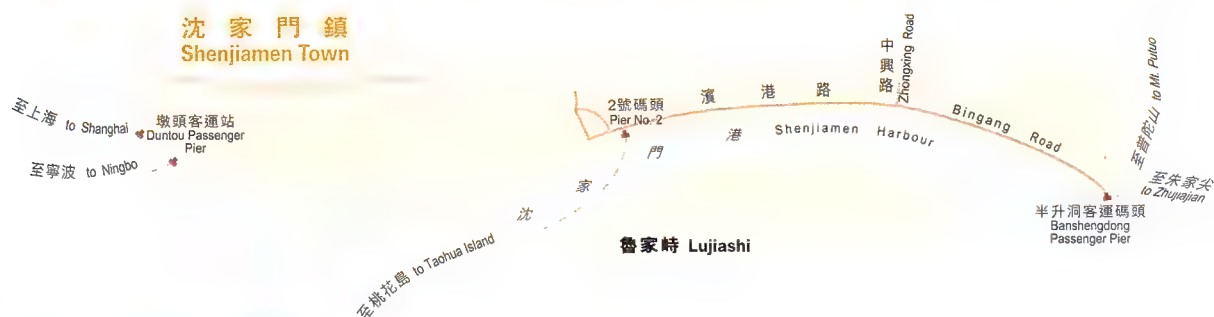 沈家門鎮
Shenjiamen Town
至上海 to Shanghai
墩頭客運站
Duntou Passenger
Pier
至寧波 to Ningbo
2號碼頭
Pier No. 2
濱港路
Bingang Road
中興路
Zhongxing Road
沈家門港
Shenjiamen Harbour
至普陀山 to Mt. Putuo
至朱家尖
to Zhujiajian
半升洞客運碼頭
Banshengdong
Passenger Pier
魯家峙 Lujiashi
至桃花島 to Taohua Island